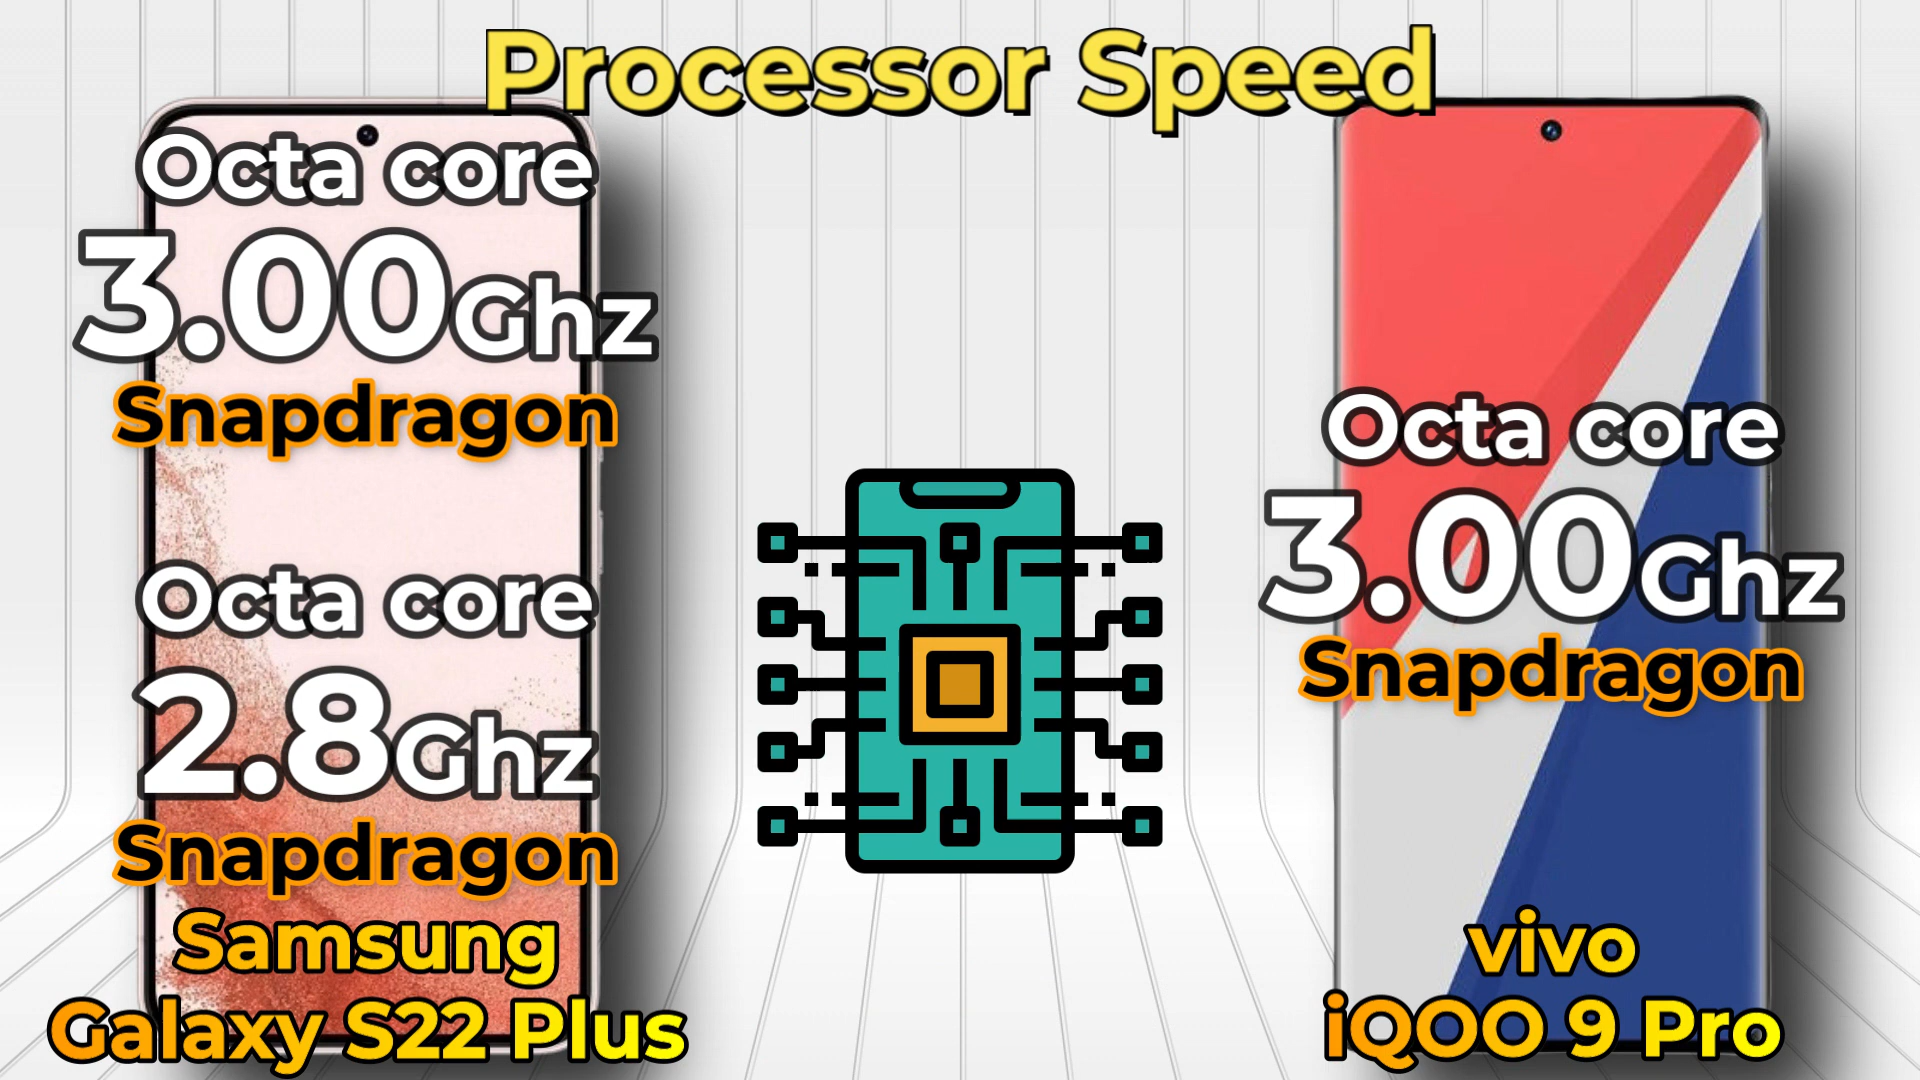 Processor Speed
Octa core
3.00Ghz
Snapdragon
Octa core
2.8Ghz
Snapdragon
Samsung
Galaxy S22 Plus
Octa core
3.00Ghz
Snapdragon
vivo
iQOO 9 Pro